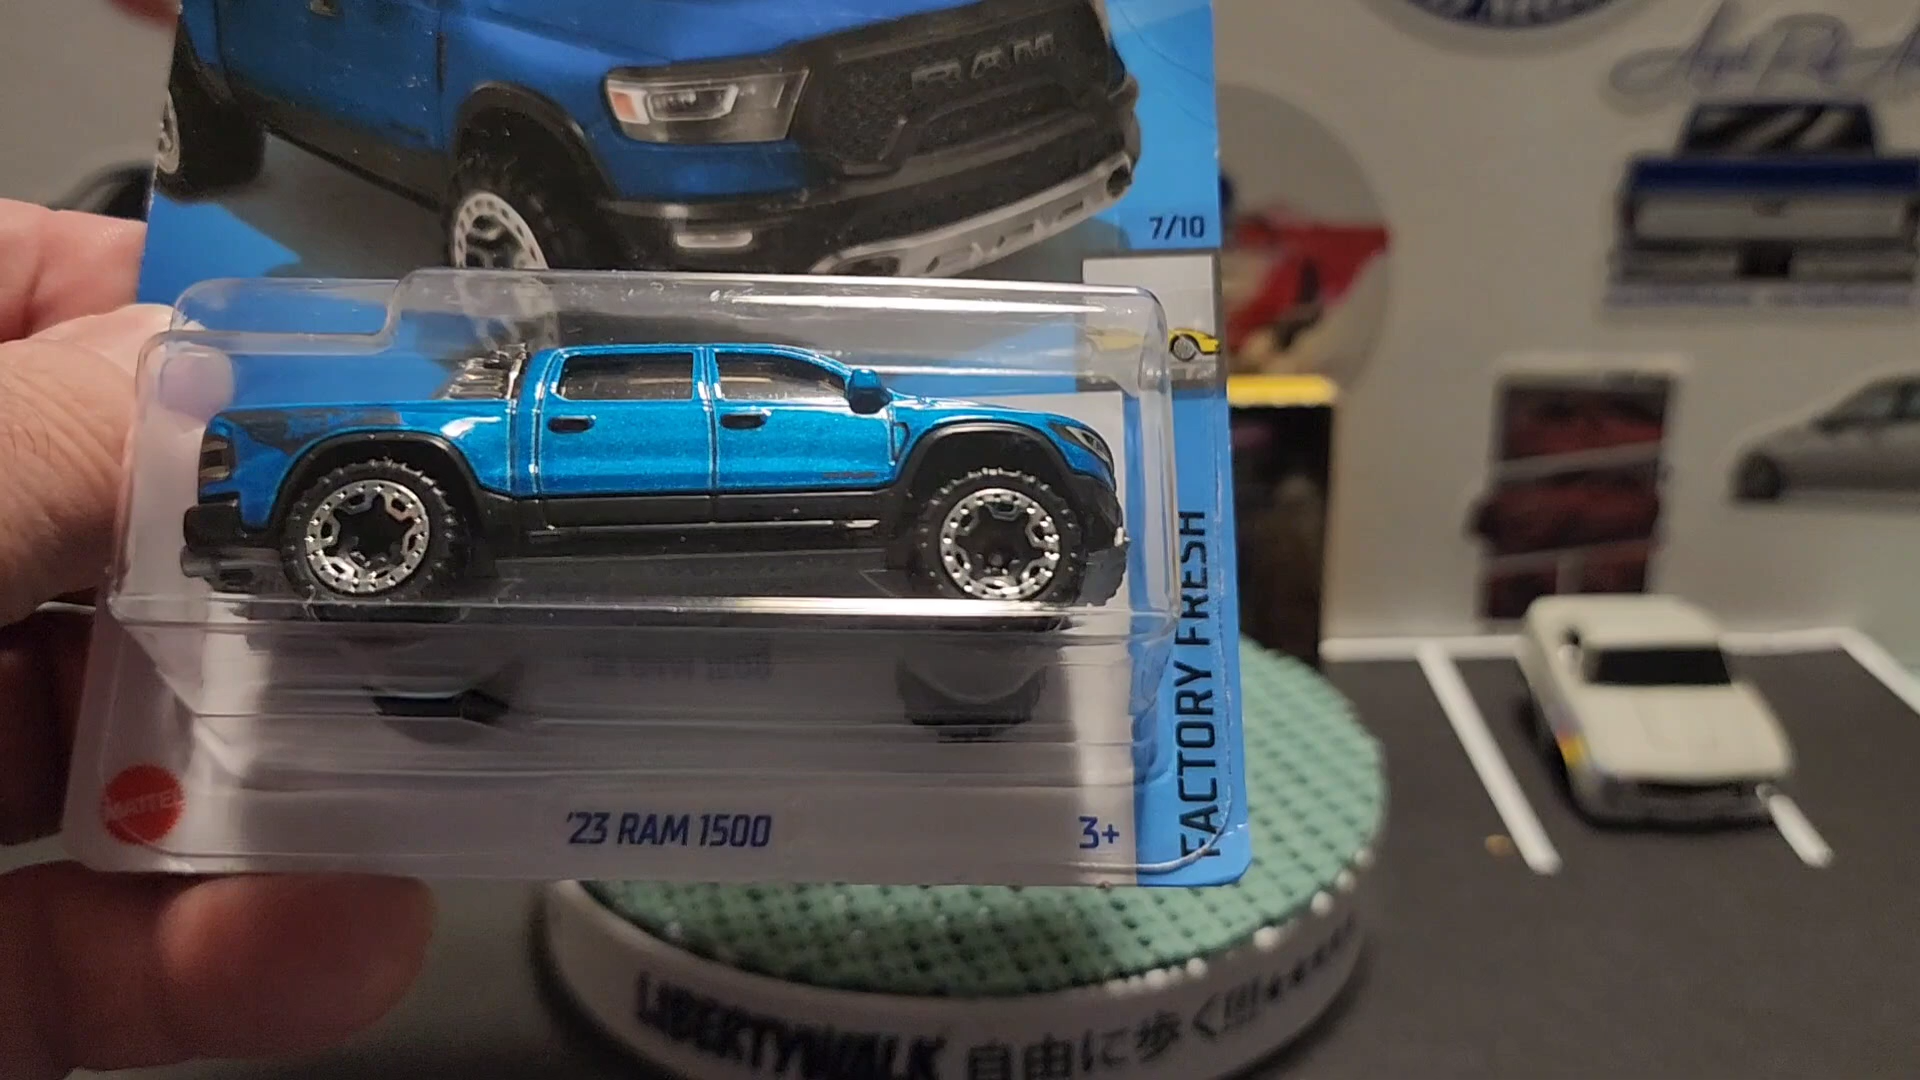 RAM
7/10
FACTORY FRESH
MATTEL
'23 RAM 1500
3+
LIBERTYWALK 自由に歩く!!!